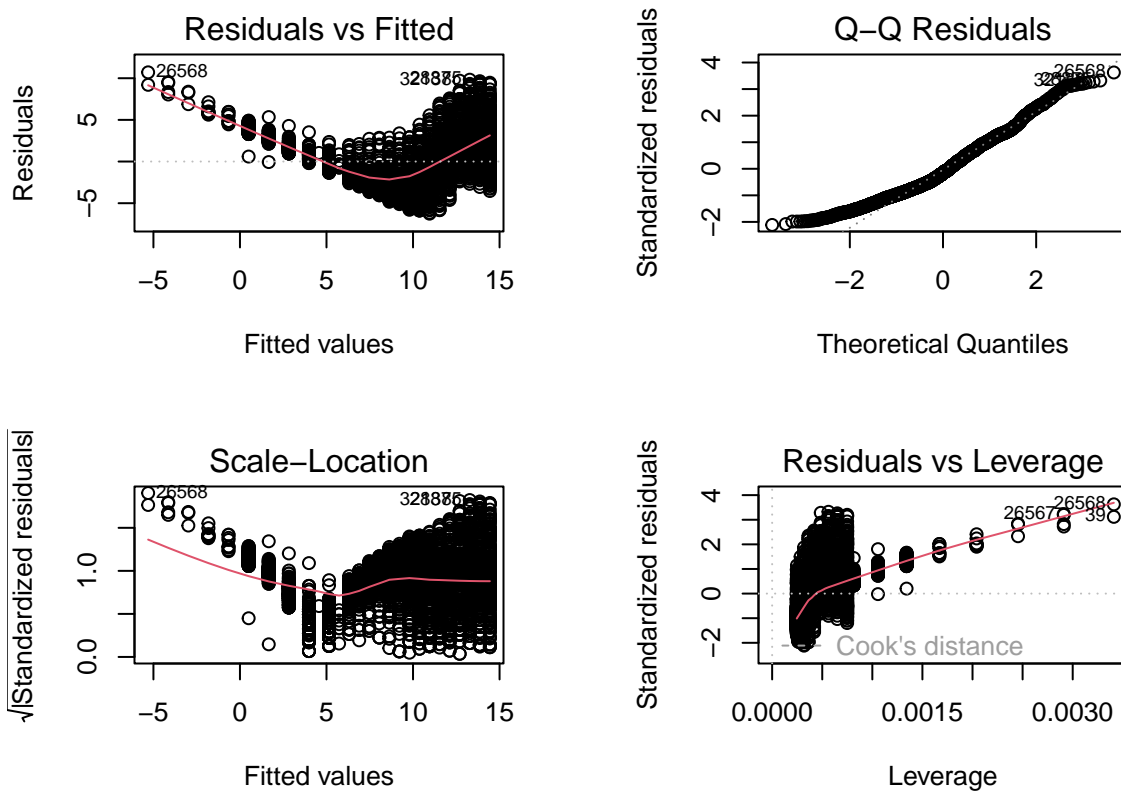 Residuals vs Fitted
Residuals
5
−5
26568
−5 0 5 10 15
Fitted values
Q−Q Residuals
Standardized residuals
4
2
0
−2
26568
−2 0 2
Theoretical Quantiles
Scale−Location
√|Standardized residuals|
1.0
0.0
26568
−5 0 5 10 15
Fitted values
Residuals vs Leverage
Standardized residuals
4
2
0
−2
26568
26567
39
Cook's distance
0.0000 0.0015 0.0030
Leverage